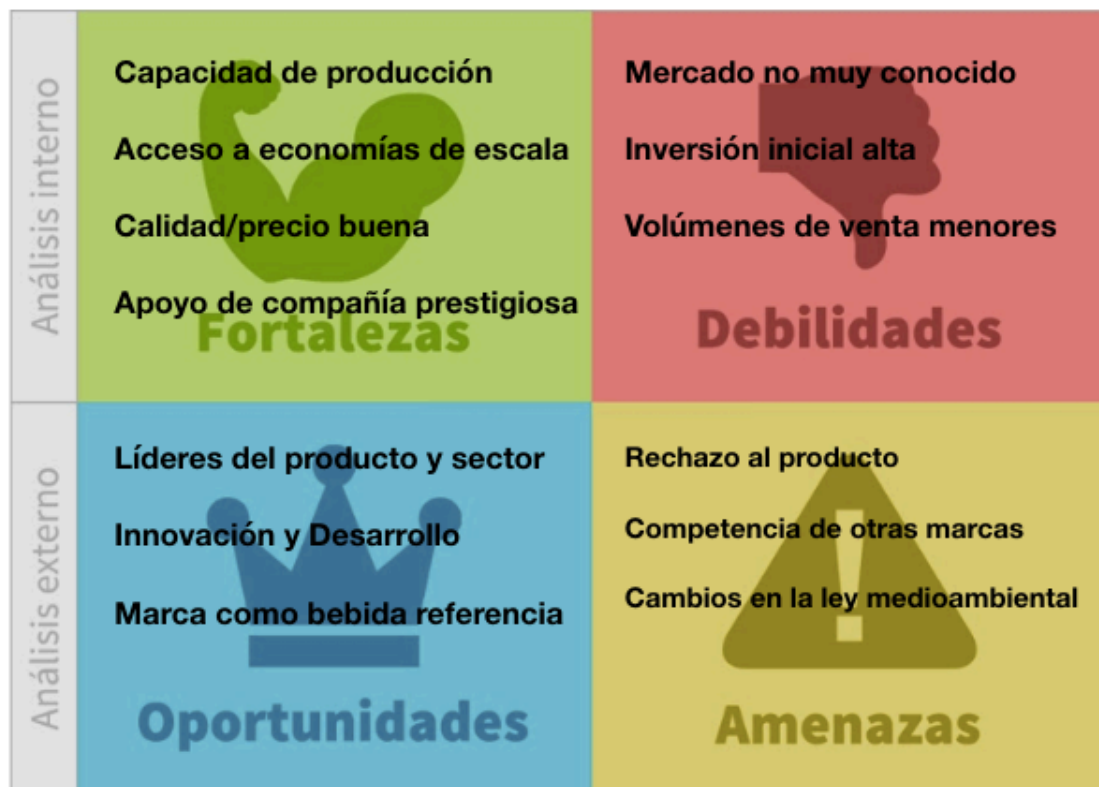 Análisis interno
Capacidad de producción
Acceso a economías de escala
Calidad/precio buena
Apoyo de compañía prestigiosa
Fortalezas
Mercado no muy conocido
Inversión inicial alta
Volúmenes de venta menores
Debilidades
Análisis externo
Líderes del producto y sector
Innovación y Desarrollo
Marca como bebida referencia
Oportunidades
Rechazo al producto
Competencia de otras marcas
Cambios en la ley medioambiental
Amenazas